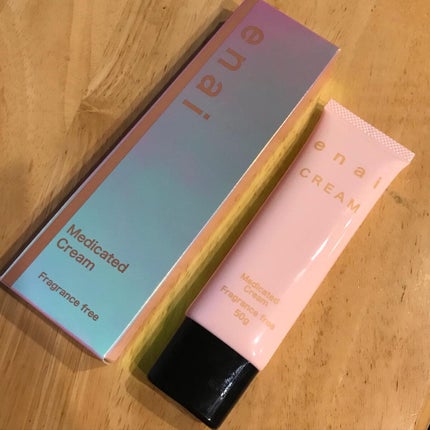 enai
Medicated
Cream
Fragrance free
enai
CREAM
Medicated
Cream
Fragrance free
50g